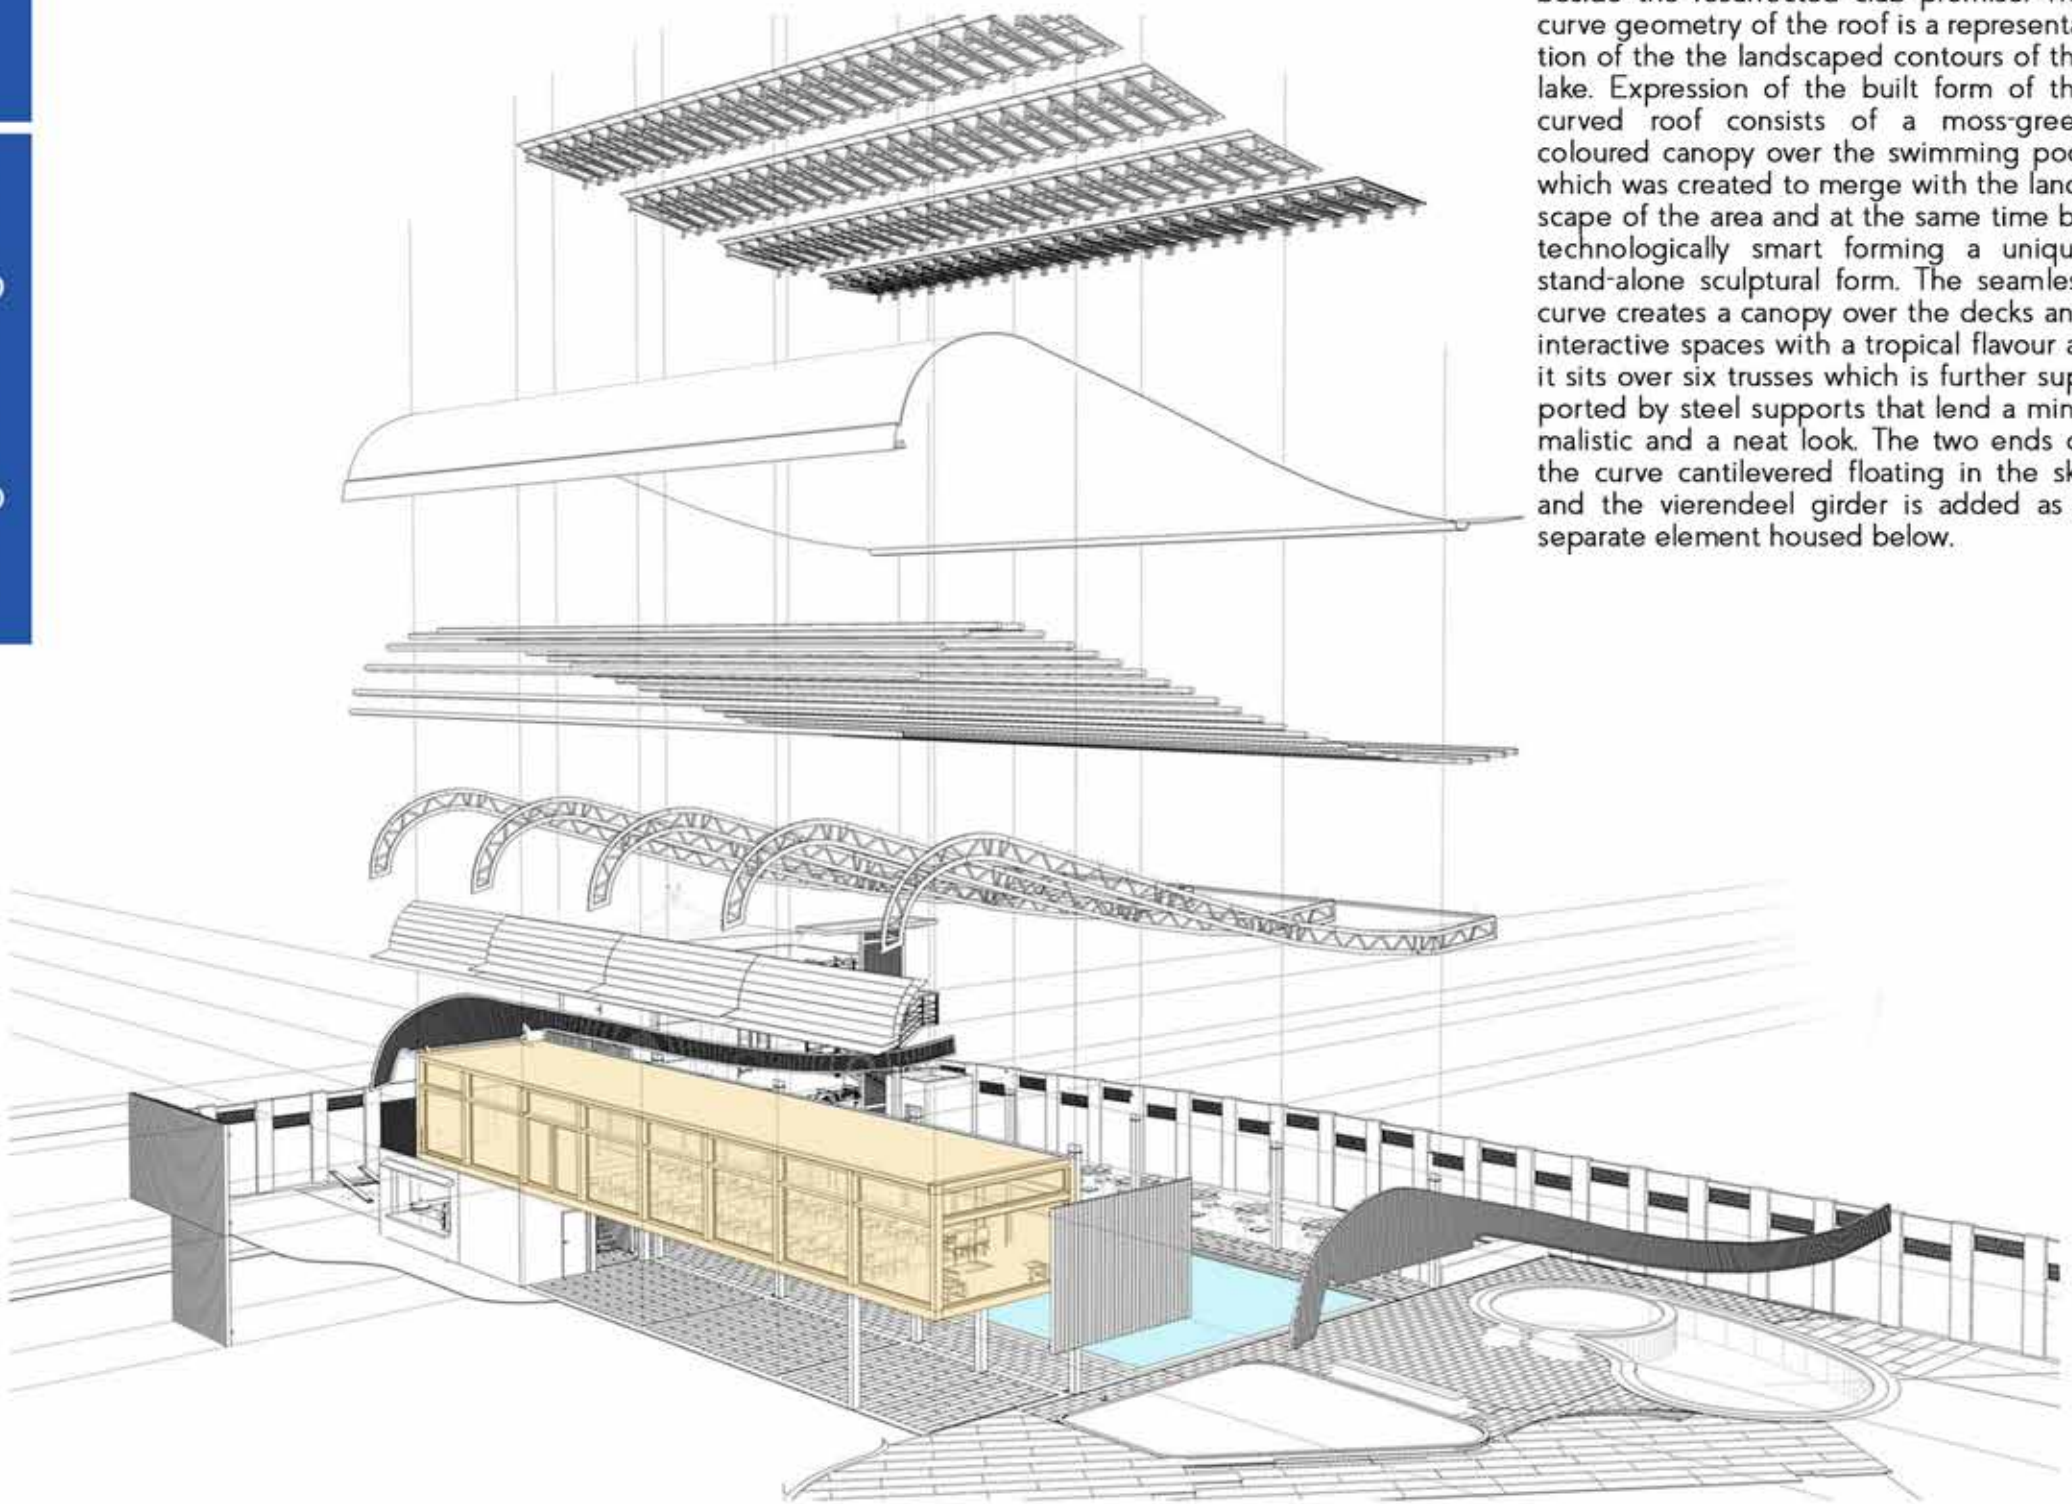 curve geometry of the roof is a representa
tion of the the landscaped contours of th
lake. Expression of the built form of th
curved roof consists of a moss-gree
coloured canopy over the swimming poo
which was created to merge with the land
scape of the area and at the same time b
technologically smart forming a uniqu
stand-alone sculptural form. The seamles
curve creates a canopy over the decks an
interactive spaces with a tropical flavour a
it sits over six trusses which is further sup
ported by steel supports that lend a mini
malistic and a neat look. The two ends o
the curve cantilevered floating in the sk
and the vierendeel girder is added as
separate element housed below.